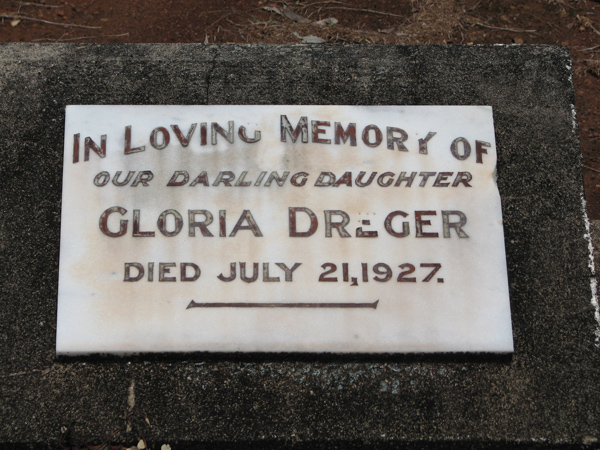 IN LOVING MEMORY OF
OUR DARLING DAUGHTER
GLORIA DREGER
DIED JULY 21, 1927.